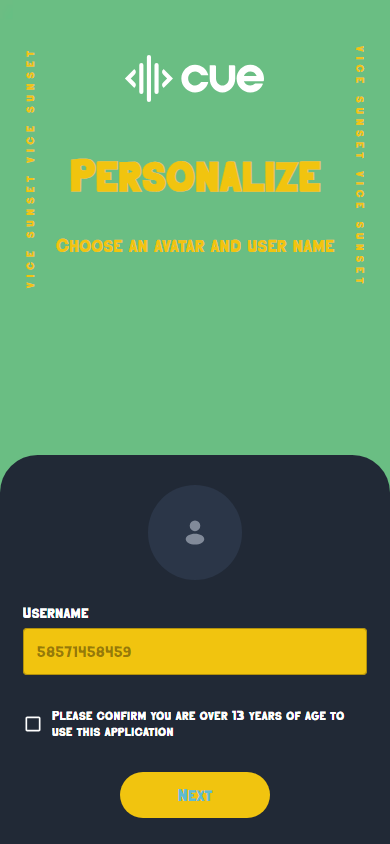 cue
VICE SUNSET VICE SUNSET
VICE SUNSET VICE SUNSET
Personalize
Choose an avatar and user name
Username
58571458459
Please confirm you are over 13 years of age to
use this application
Next